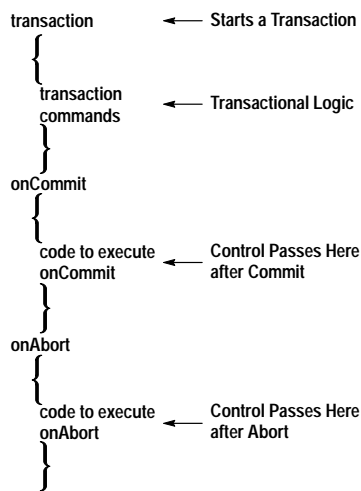 transaction Starts a Transaction
{
transaction
commands Transactional Logic
}
onCommit
{
code to execute Control Passes Here
onCommit after Commit
}
onAbort
{
code to execute Control Passes Here
onAbort after Abort
}